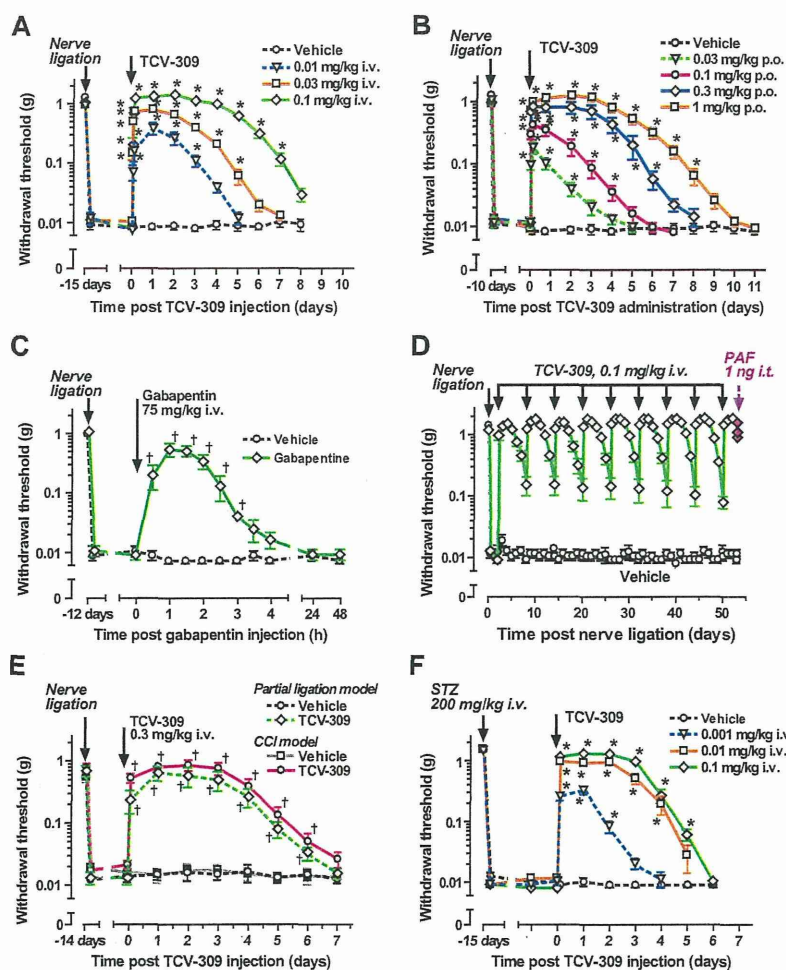 A
Nerve
ligation
TCV-309
Vehicle
0.01 mg/kg i.v.
0.03 mg/kg i.v.
0.1 mg/kg i.v.
Withdrawal threshold (g)
1
0.1
0.01
0
-15 days
0 1 2 3 4 5 6 7 8 9 10
Time post TCV-309 injection (days)
B
Nerve
ligation
TCV-309
Vehicle
0.03 mg/kg p.o.
0.1 mg/kg p.o.
0.3 mg/kg p.o.
1 mg/kg p.o.
Withdrawal threshold (g)
1
0.1
0.01
0
-10 days
0 1 2 3 4 5 6 7 8 9 10 11
Time post TCV-309 administration (days)
C
Nerve
ligation
Gabapentin
75 mg/kg i.v.
Vehicle
Gabapentine
Withdrawal threshold (g)
1
0.1
0.01
0
-12 days
0 1 2 3 4 24 48
Time post gabapentin injection (h)
D
Nerve
ligation
TCV-309, 0.1 mg/kg i.v.
PAF
1 ng i.t.
Withdrawal threshold (g)
1
0.1
0.01
0
Vehicle
0 10 20 30 40 50
Time post nerve ligation (days)
E
Nerve
ligation
TCV-309
0.3 mg/kg i.v.
Partial ligation model
Vehicle
TCV-309
CCI model
Vehicle
TCV-309
Withdrawal threshold (g)
1
0.1
0.01
0
-14 days
0 1 2 3 4 5 6 7
Time post TCV-309 injection (days)
F
STZ
200 mg/kg i.v.
TCV-309
Vehicle
0.001 mg/kg i.v.
0.01 mg/kg i.v.
0.1 mg/kg i.v.
Withdrawal threshold (g)
1
0.1
0.01
0
-15 days
0 1 2 3 4 5 6 7
Time post TCV-309 injection (days)